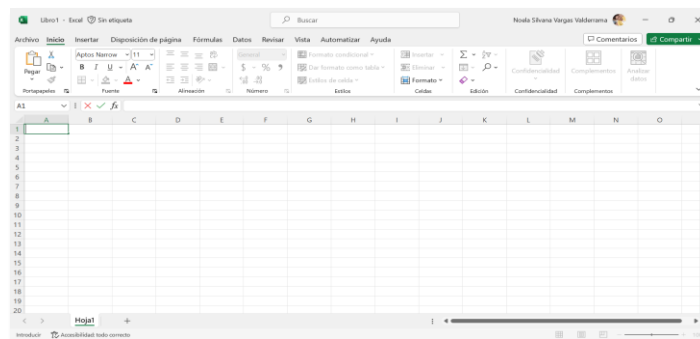 Libro1 - Excel Sin etiqueta Buscar Noala Silvana Vargas Valderrama
Archivo Inicio Insertar Disposición de página Fórmulas Datos Revisar Vista Automatizar Ayuda Comentarios Compartir
Aptos Narrow 11 General Formato condicional Insertar
Pegar N K S $ % Dar formato como tabla Eliminar Confidencialidad Complementos Analizar datos
Estilos de celda Formato
Portapapeles Fuente Alineación Número Estilos Celdas Edición Confidencialidad Complementos
A1 fx
A B C D E F G H I J K L M N O
1
2
3
4
5
6
7
8
9
10
11
12
13
14
15
16
17
18
19
20
Hoja1
Introducir Accesibilidad: todo correcto